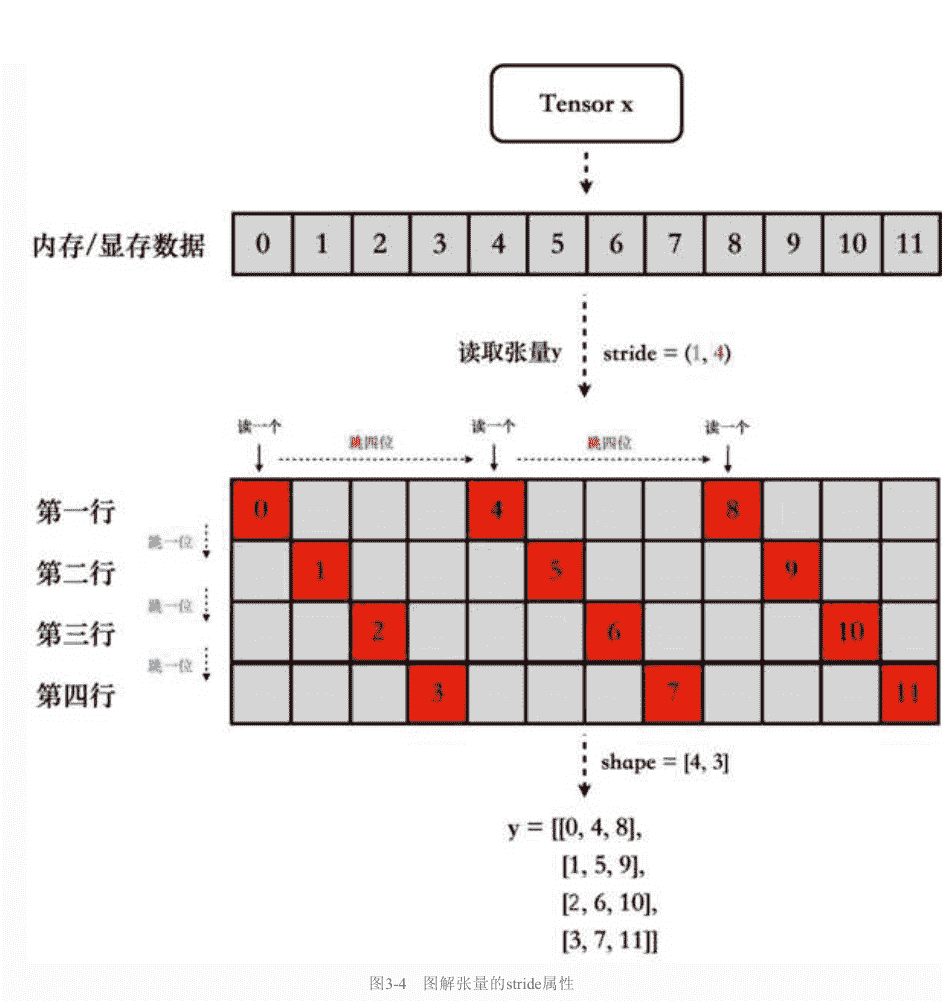 Tensor x
内存/显存数据 0 1 2 3 4 5 6 7 8 9 10 11
读取张量y stride = (1, 4)
读一个 跳四位 读一个 跳四位 读一个
第一行 0 4 8
跳一位
第二行 1 5 9
跳一位
第三行 2 6 10
跳一位
第四行 3 7 11
shape = [4, 3]
y = [[0, 4, 8],
[1, 5, 9],
[2, 6, 10],
[3, 7, 11]]
图3-4 图解张量的stride属性